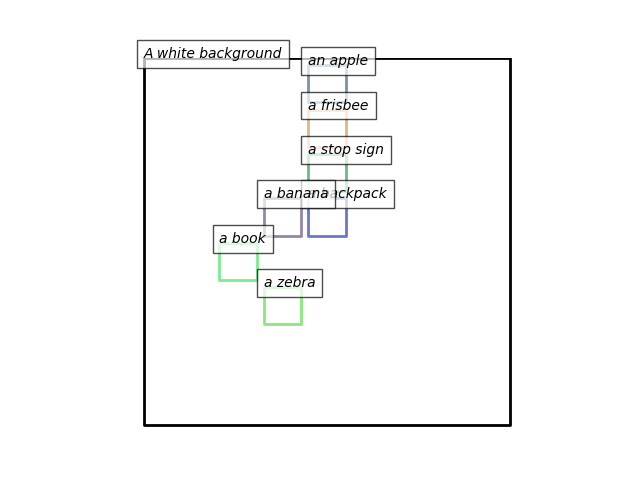 A white background
an apple
a frisbee
a stop sign
a banana
a backpack
a book
a zebra